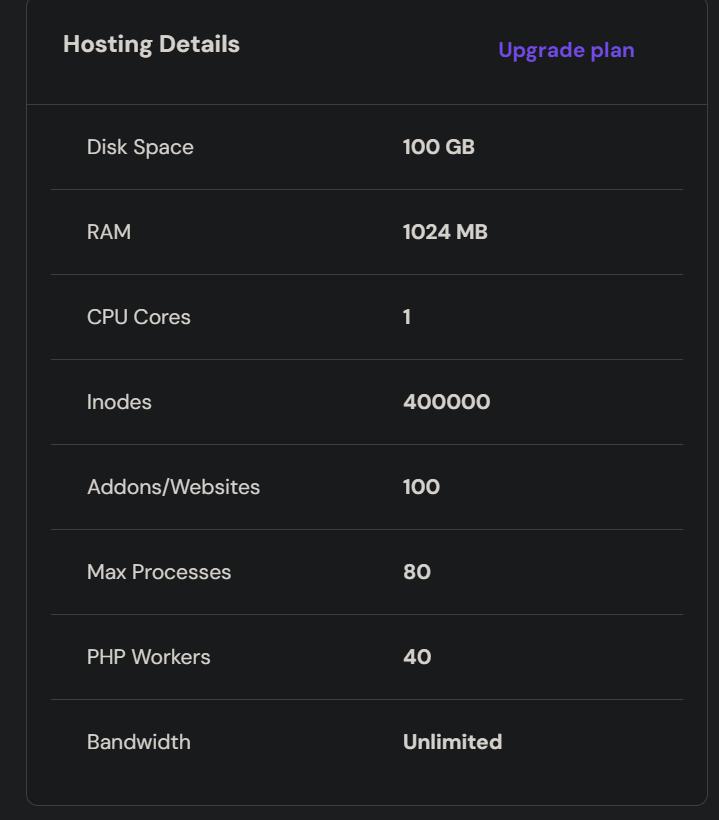 Hosting Details
Upgrade plan
Disk Space 100 GB
RAM 1024 MB
CPU Cores 1
Inodes 400000
Addons/Websites 100
Max Processes 80
PHP Workers 40
Bandwidth Unlimited